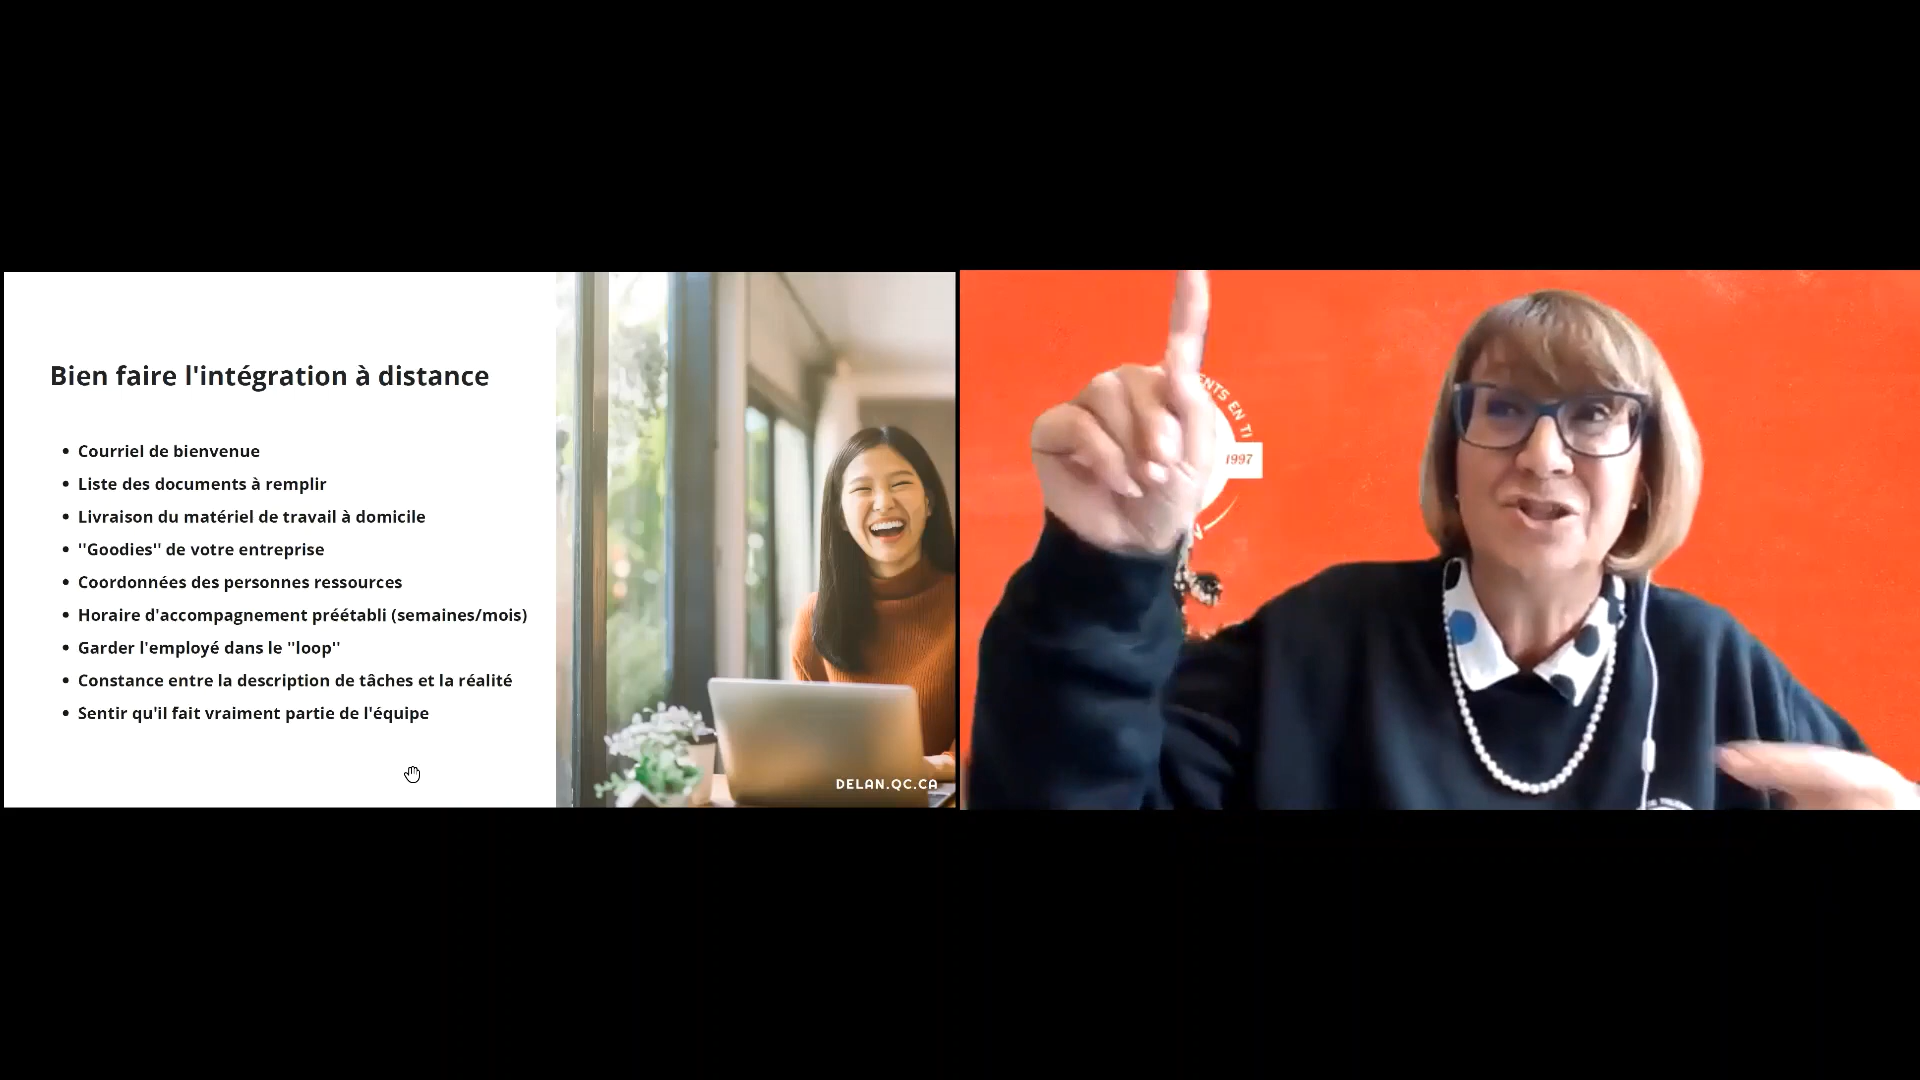 Bien faire l'intégration à distance
• Courriel de bienvenue
• Liste des documents à remplir
• Livraison du matériel de travail à domicile
• ''Goodies'' de votre entreprise
• Coordonnées des personnes ressources
• Horaire d'accompagnement préétabli (semaines/mois)
• Garder l'employé dans le ''loop''
• Constance entre la description de tâches et la réalité
• Sentir qu'il fait vraiment partie de l'équipe
DELAN.QC.CA
EN TI
1997